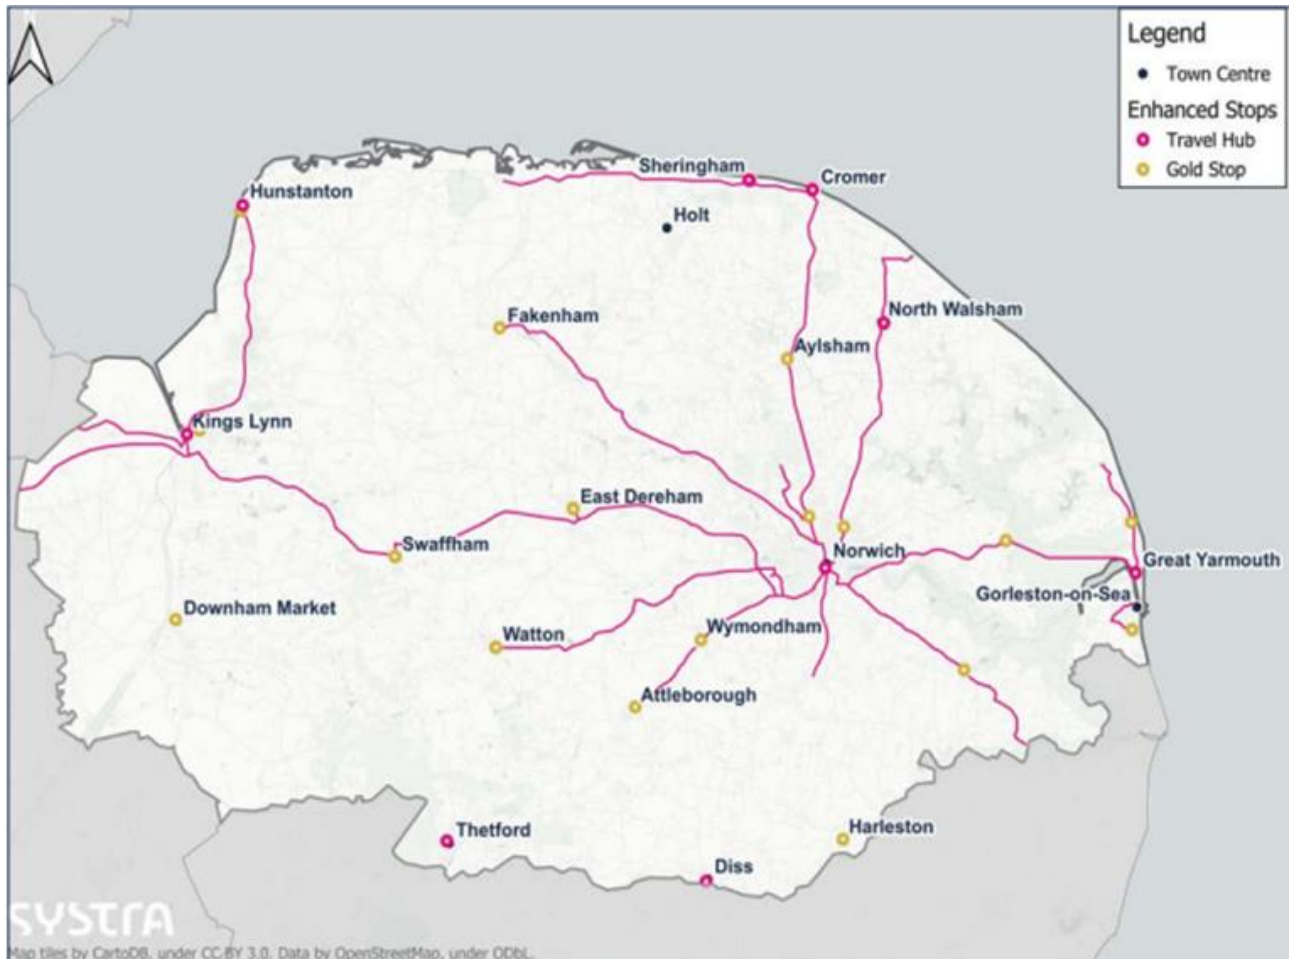 Legend
Town Centre
Enhanced Stops
Travel Hub
Gold Stop
Sheringham
Cromer
Hunstanton
Holt
Fakenham
North Walsham
Aylsham
Kings Lynn
East Dereham
Swaffham
Norwich
Great Yarmouth
Gorleston-on-Sea
Downham Market
Watton
Wymondham
Attleborough
Thetford
Harleston
Diss
SYSTRA
Map tiles by CartoDB, under CC BY 3.0. Data by OpenStreetMap, under ODbL.